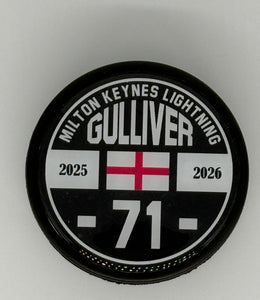 MILTON KEYNES LIGHTNING
GULLIVER
2025 2026
- 71 -